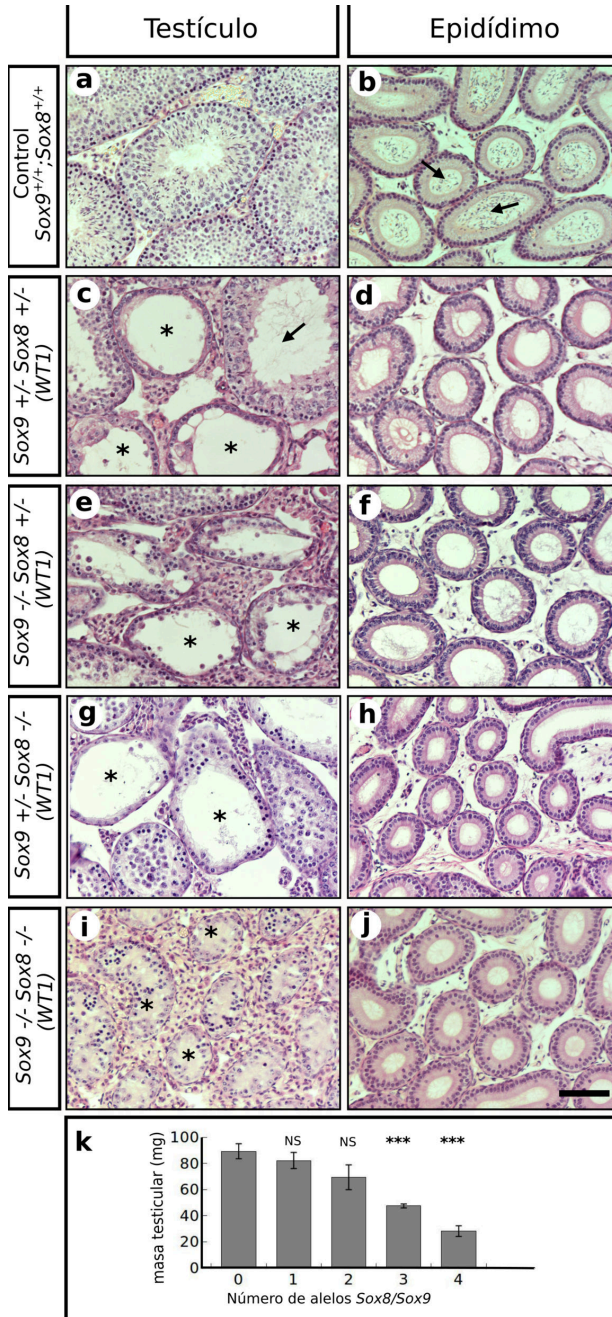 Testículo
Epidídimo
Control
Sox9+/+;Sox8+/+
a
b
Sox9 +/- Sox8 +/-
(WT1)
c
*
*
*
d
Sox9 -/- Sox8 +/-
(WT1)
e
*
*
f
Sox9 +/- Sox8 -/-
(WT1)
g
*
*
h
Sox9 -/- Sox8 -/-
(WT1)
i
*
*
*
j
k
masa testicular (mg)
100
80
60
40
20
0
NS
NS
***
***
0 1 2 3 4
Número de alelos Sox8/Sox9